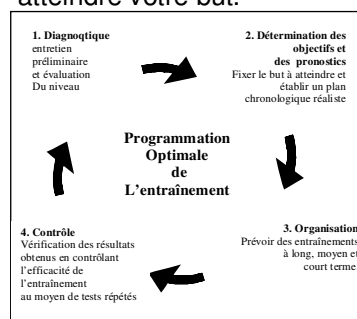 atteindre votre but.
1. Diagnoqtique
entretien
préliminaire
et évaluation
Du niveau
2. Détermination des
objectifs et
des pronostics
Fixer le but à atteindre et
établir un plan
chronologique réaliste
Programmation
Optimale
de
L'entraînement
4. Contrôle
Vérification des résultats
obtenus en contrôlant
l'efficacité de
l'entraînement
au moyen de tests répétés
3. Organisation
Prévoir des entraînements
à long, moyen et
court terme.